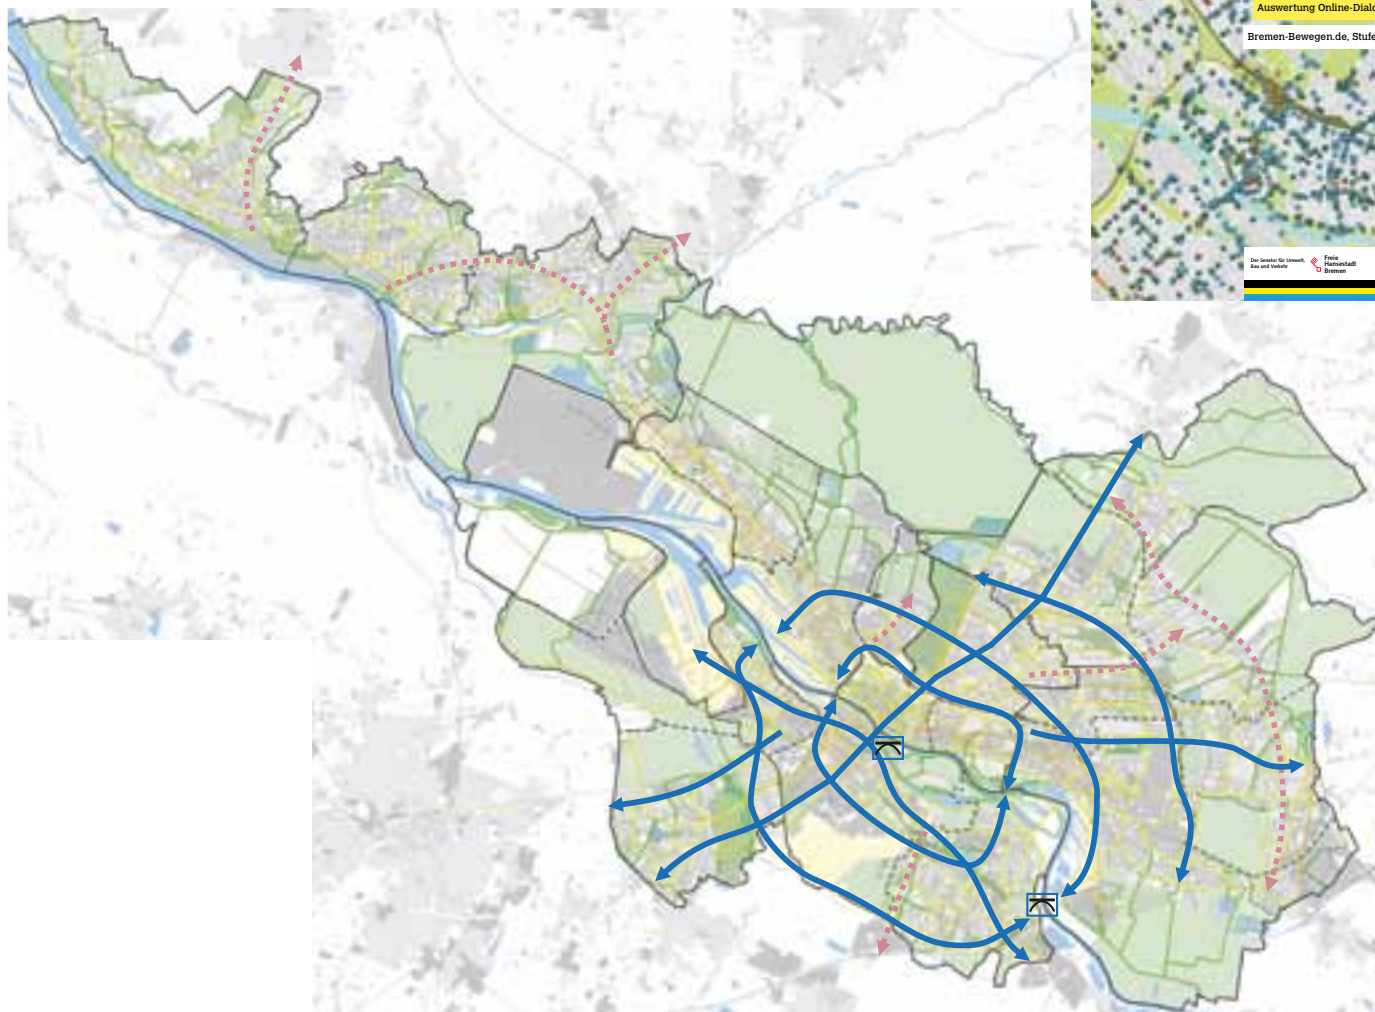 Auswertung Online-Dialo
Bremen-Bewegen.de, Stufe
Der Senator für Umwelt,
Bau und Verkehr
Freie
Hansestadt
Bremen